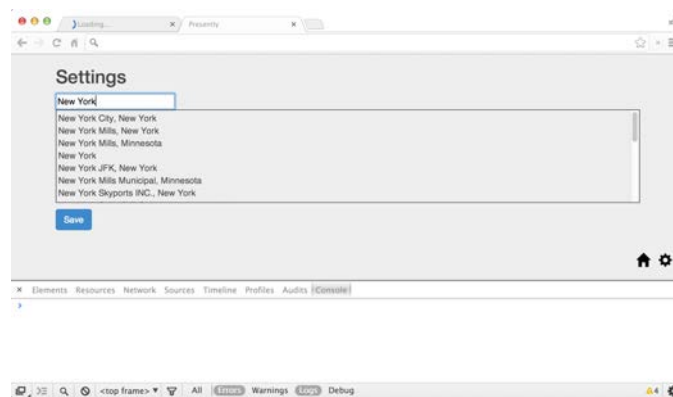 Loading...
Presently
Settings
New York
New York City, New York
New York Mills, New York
New York Mills, Minnesota
New York
New York JFK, New York
New York Mills Municipal, Minnesota
New York Skyports INC., New York
Save
× Elements Resources Network Sources Timeline Profiles Audits Console
<top frame> ▼ All Errors Warnings Logs Debug
4